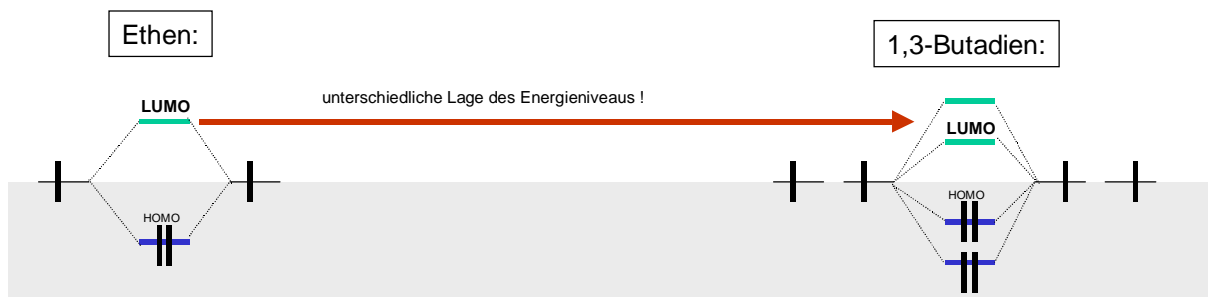 Ethen:
1,3-Butadien:
unterschiedliche Lage des Energieniveaus !
LUMO
LUMO
HOMO
HOMO